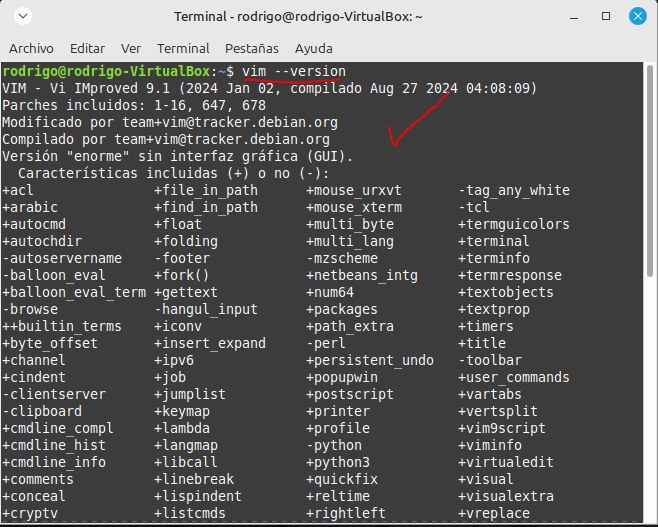 Terminal - rodrigo@rodrigo-VirtualBox: ~
Archivo Editar Ver Terminal Pestañas Ayuda
rodrigo@rodrigo-VirtualBox:~$ vim --version
VIM - Vi IMproved 9.1 (2024 Jan 02, compilado Aug 27 2024 04:08:09)
Parches incluidos: 1-16, 647, 678
Modificado por team+vim@tracker.debian.org
Compilado por team+vim@tracker.debian.org
Versión "enorme" sin interfaz gráfica (GUI).
  Características incluidas (+) o no (-):
+acl +file_in_path +mouse_urxvt -tag_any_white
+arabic +find_in_path +mouse_xterm -tcl
+autocmd +float +multi_byte +termguicolors
+autochdir +folding +multi_lang +terminal
-autoservername -footer -mzscheme +terminfo
-balloon_eval +fork() +netbeans_intg +termresponse
+balloon_eval_term +gettext +num64 +textobjects
-browse -hangul_input +packages +textprop
++builtin_terms +iconv +path_extra +timers
+byte_offset +insert_expand -perl +title
+channel +ipv6 +persistent_undo -toolbar
+cindent +job +popupwin +user_commands
-clientserver +jumplist +postscript +vartabs
-clipboard +keymap +printer +vertsplit
+cmdline_compl +lambda +profile +vim9script
+cmdline_hist +langmap -python +viminfo
+cmdline_info +libcall +python3 +virtualedit
+comments +linebreak +quickfix +visual
+conceal +lispindent +reltime +visualextra
+cryptv +listcmds +rightleft +vreplace